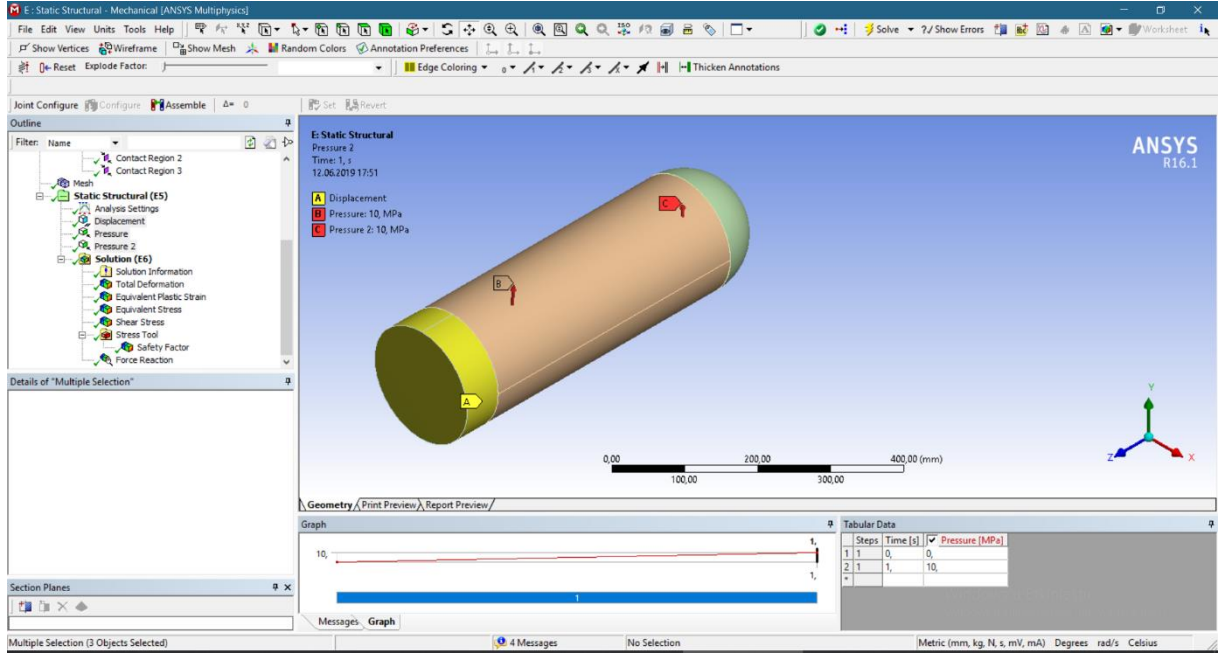 E : Static Structural - Mechanical [ANSYS Multiphysics]
File Edit View Units Tools Help Solve ?/ Show Errors Worksheet
Show Vertices Wireframe Show Mesh Random Colors Annotation Preferences
Reset Explode Factor: Edge Coloring Thicken Annotations
Joint Configure Configure Assemble Δ= 0 Set Revert
Outline
Filter: Name
Contact Region 2
Contact Region 3
Mesh
Static Structural (E5)
Analysis Settings
Displacement
Pressure
Pressure 2
Solution (E6)
Solution Information
Total Deformation
Equivalent Plastic Strain
Equivalent Stress
Shear Stress
Stress Tool
Safety Factor
Force Reaction
Details of "Multiple Selection"
Section Planes
E: Static Structural
Pressure 2
Time: 1, s
12.06.2019 17:51
A Displacement
B Pressure: 10, MPa
C Pressure 2: 10, MPa
ANSYS
R16.1
C
B
A
Y
Z X
0,00 200,00 400,00 (mm)
100,00 300,00
Geometry Print Preview Report Preview
Graph
1,
10,
1,
1
Messages Graph
Tabular Data
Steps Time [s] Pressure [MPa]
1 1 0, 0,
2 1 1, 10,
*
Multiple Selection (3 Objects Selected) 4 Messages No Selection Metric (mm, kg, N, s, mV, mA) Degrees rad/s Celsius